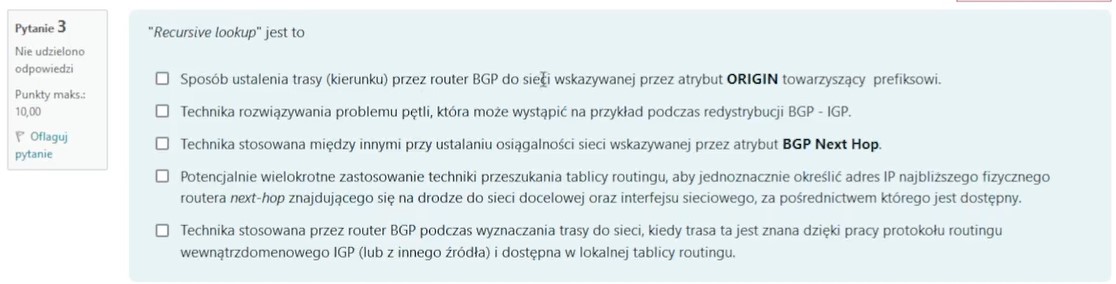 Pytanie 3
Nie udzielono
odpowiedzi
Punkty maks.:
10,00
Oflaguj
pytanie
"Recursive lookup" jest to
Sposób ustalenia trasy (kierunku) przez router BGP do sieci wskazywanej przez atrybut ORIGIN towarzyszący prefiksowi.
Technika rozwiązywania problemu pętli, która może wystąpić na przykład podczas redystrybucji BGP - IGP.
Technika stosowana między innymi przy ustalaniu osiągalności sieci wskazywanej przez atrybut BGP Next Hop.
Potencjalnie wielokrotne zastosowanie techniki przeszukania tablicy routingu, aby jednoznacznie określić adres IP najbliższego fizycznego
routera next-hop znajdującego się na drodze do sieci docelowej oraz interfejsu sieciowego, za pośrednictwem którego jest dostępny.
Technika stosowana przez router BGP podczas wyznaczania trasy do sieci, kiedy trasa ta jest znana dzięki pracy protokołu routingu
wewnątrzdomenowego IGP (lub z innego źródła) i dostępna w lokalnej tablicy routingu.